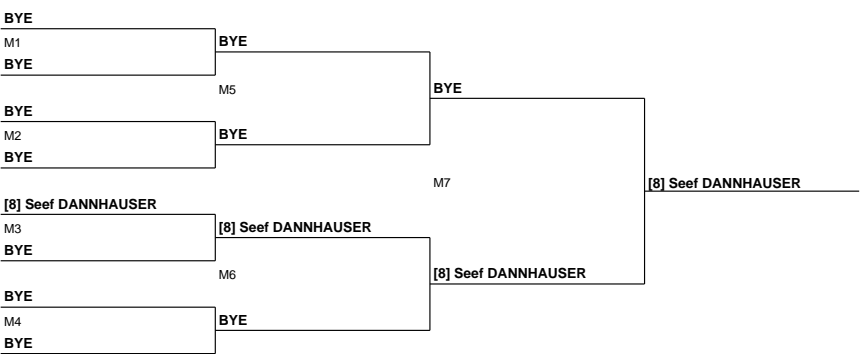 BYE
M1
BYE
BYE
M5
BYE
BYE
M2
BYE
BYE
M7
[8] Seef DANNHAUSER
[8] Seef DANNHAUSER
M3
[8] Seef DANNHAUSER
BYE
M6
[8] Seef DANNHAUSER
BYE
M4
BYE
BYE